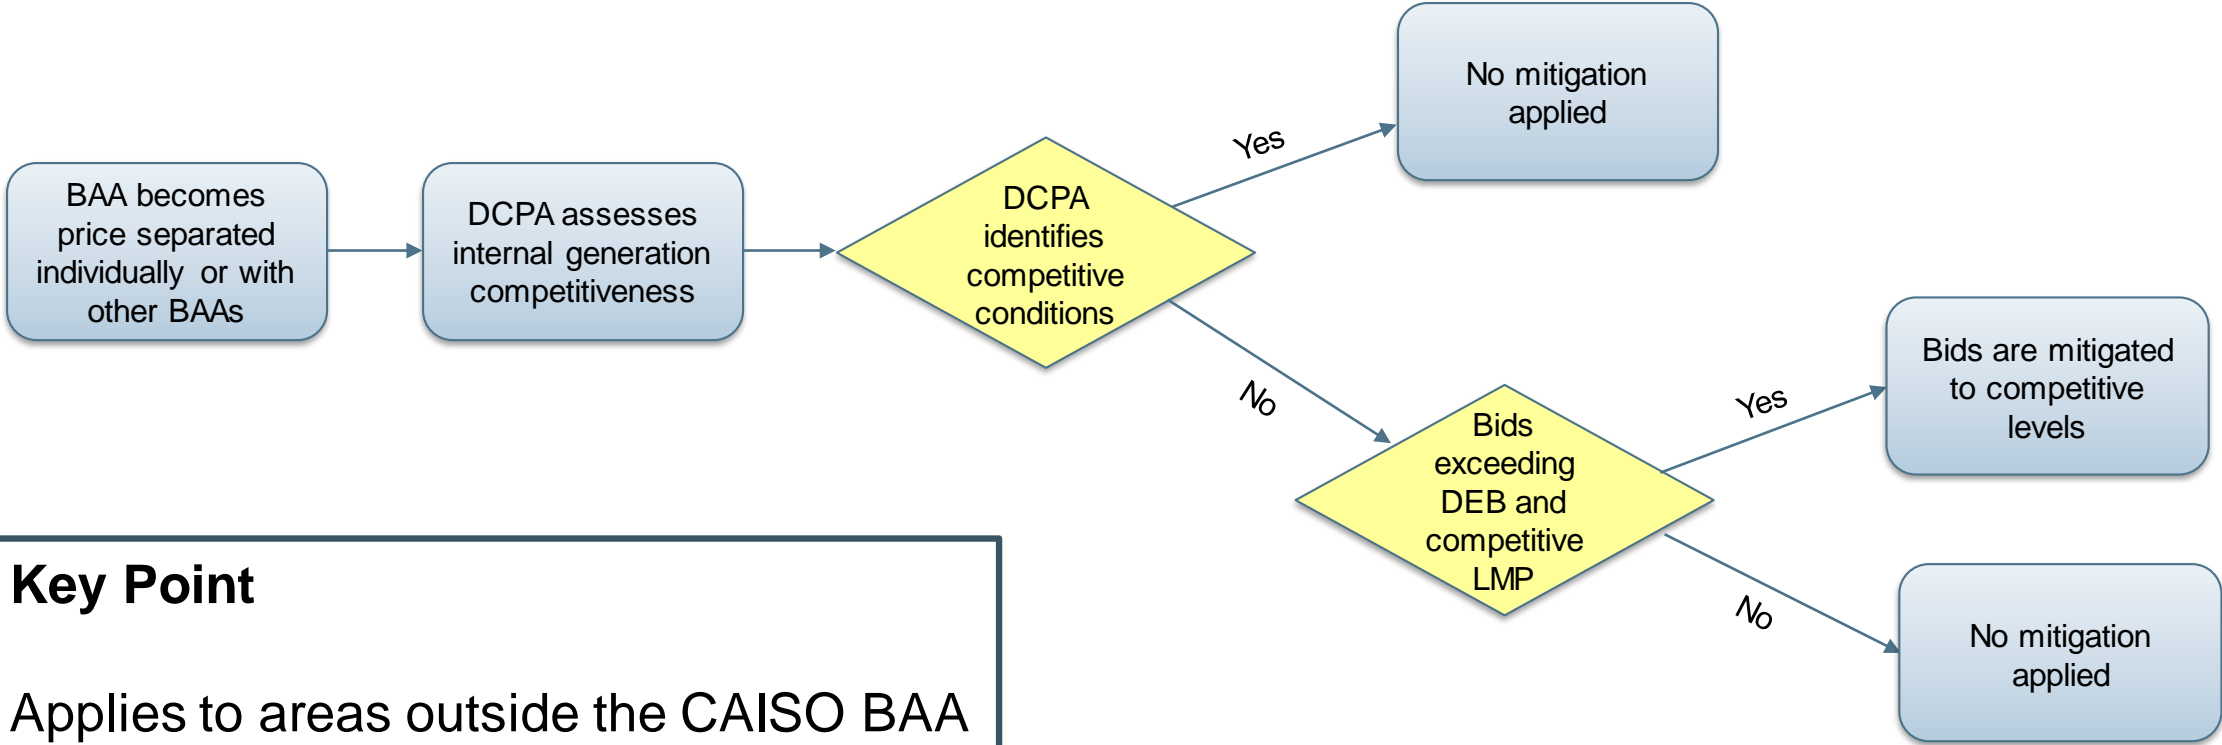 BAA becomes
price separated
individually or with
other BAAs
DCPA assesses
internal generation
competitiveness
DCPA
identifies
competitive
conditions
Yes
No mitigation
applied
No
Bids
exceeding
DEB and
competitive
LMP
Yes
Bids are mitigated
to competitive
levels
No
No mitigation
applied
Key Point
Applies to areas outside the CAISO BAA